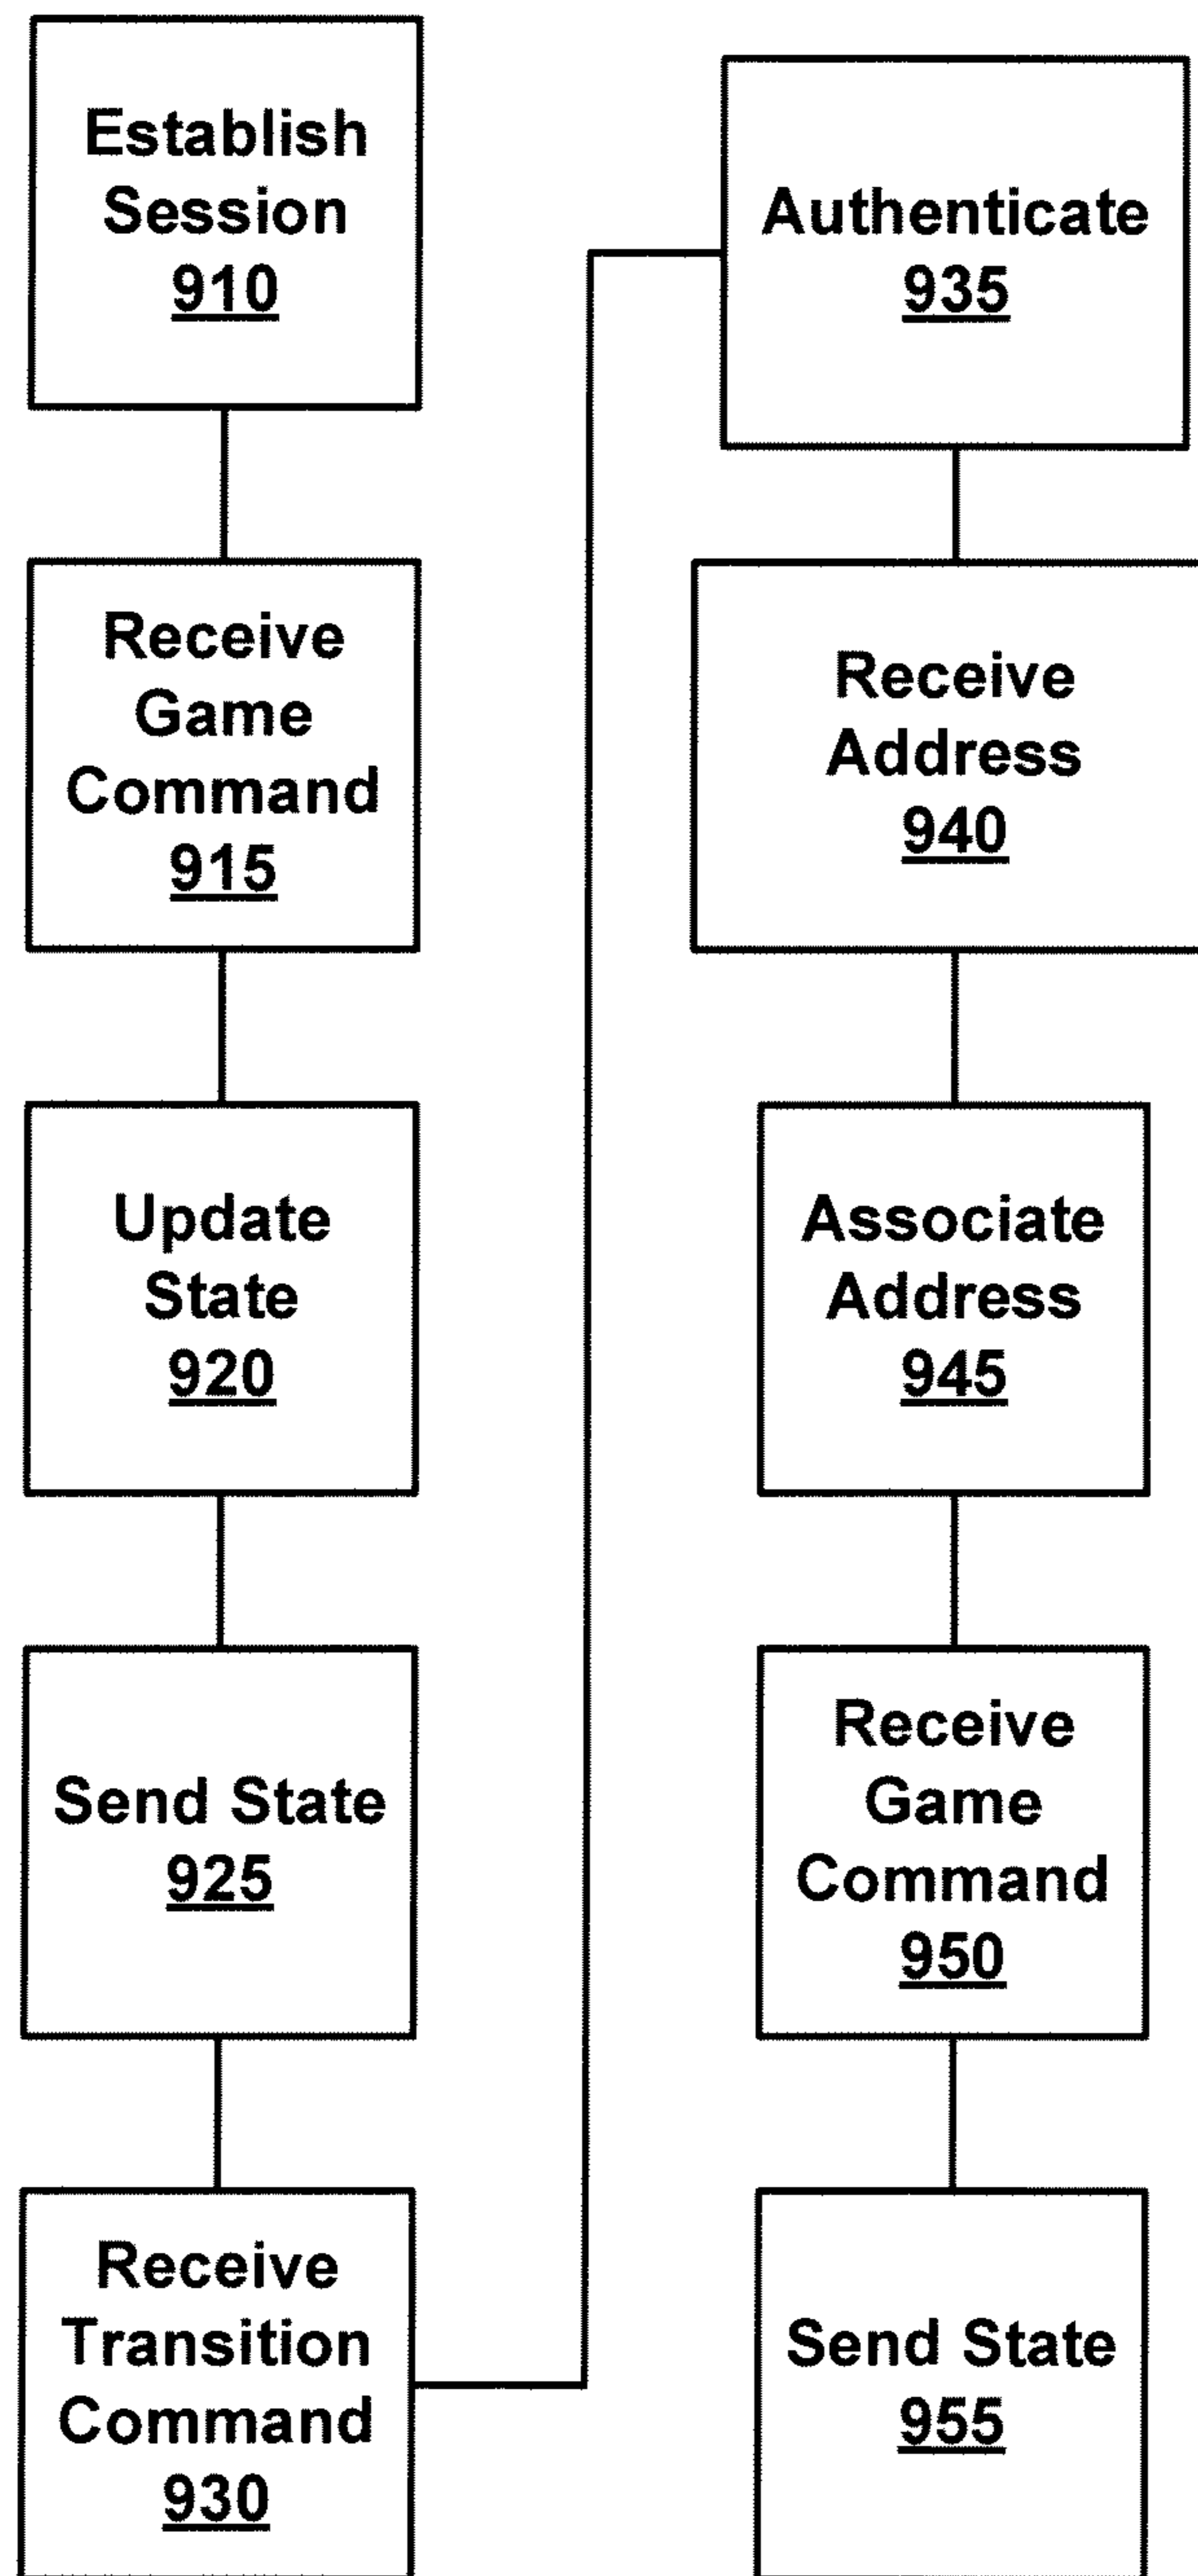 Establish
Session
910
Receive
Game
Command
915
Update
State
920
Send State
925
Receive
Transition
Command
930
Authenticate
935
Receive
Address
940
Associate
Address
945
Receive
Game
Command
950
Send State
955